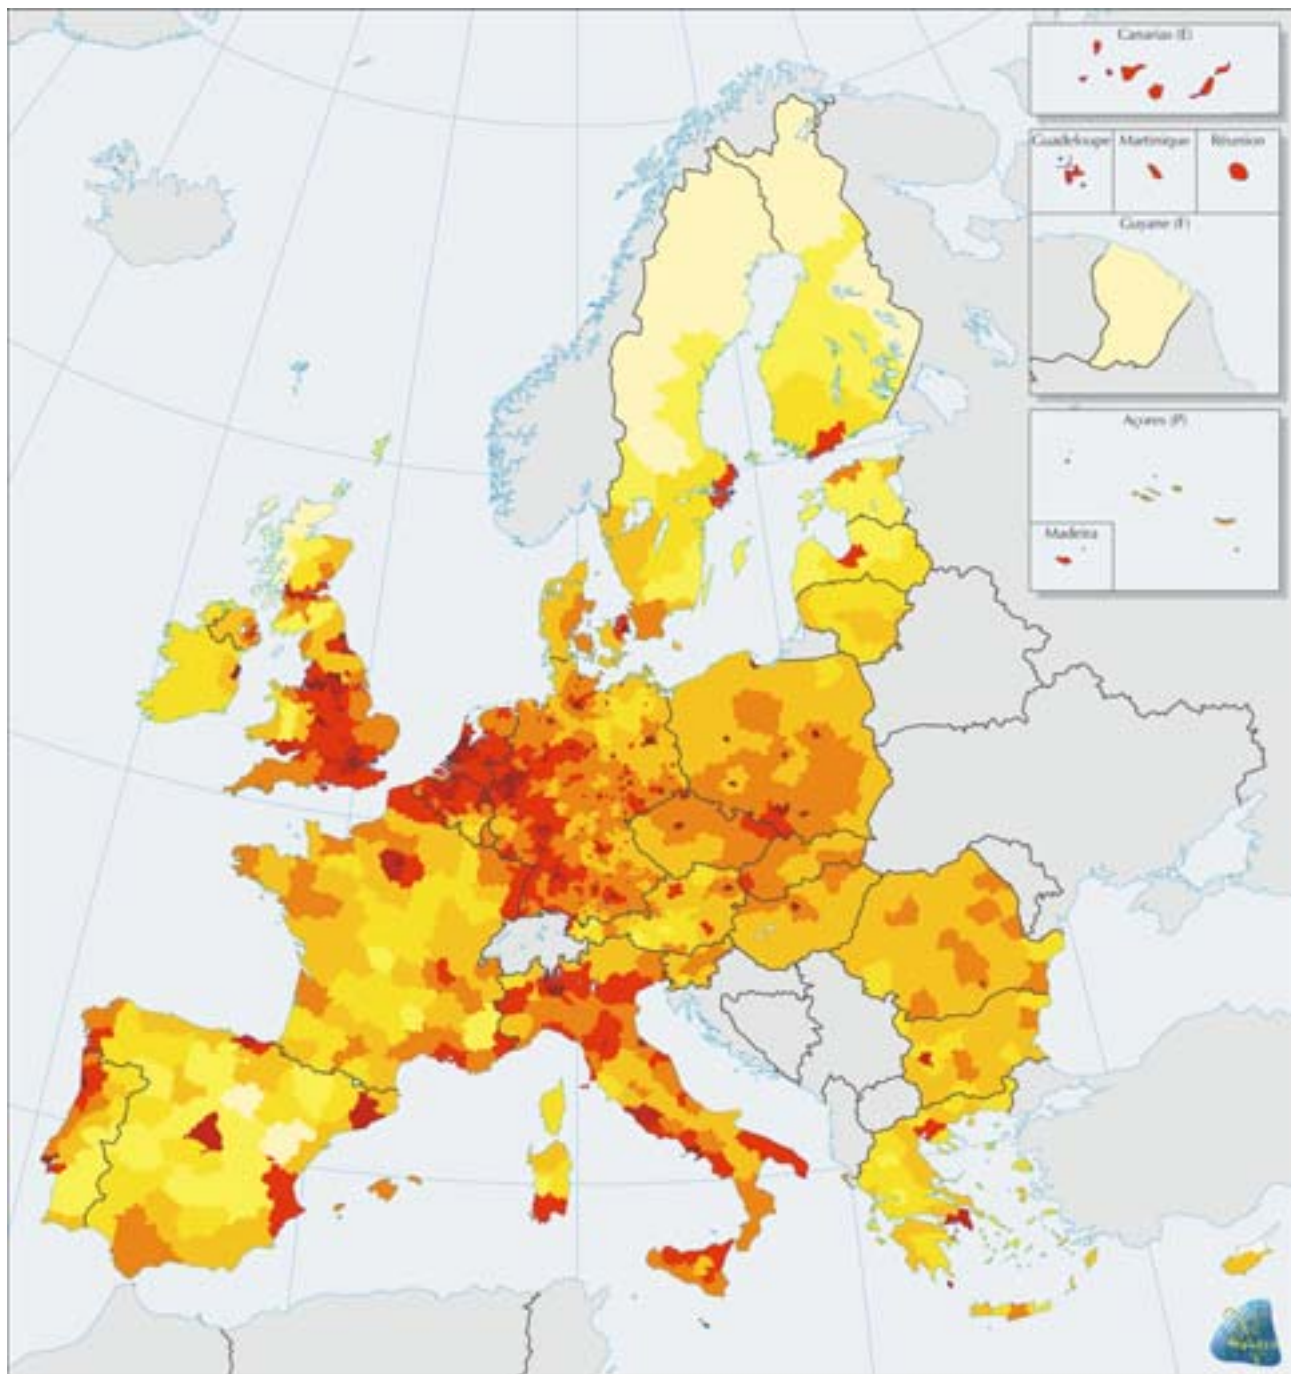 Canarias (E)
Guadeloupe
Martinique
Réunion
Guyane (F)
Açores (P)
Madeira